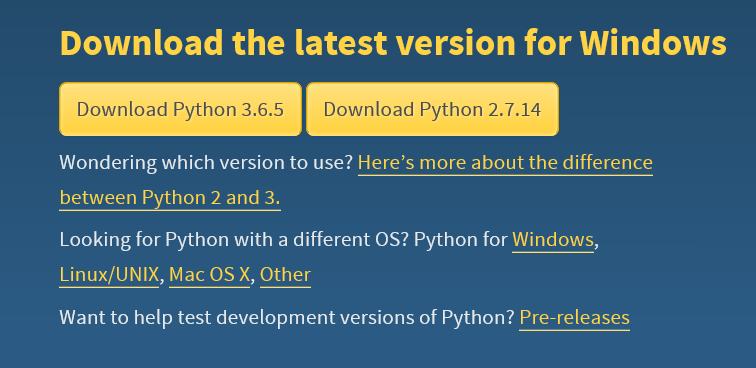 Download the latest version for Windows
Download Python 3.6.5 Download Python 2.7.14
Wondering which version to use? Here’s more about the difference
between Python 2 and 3.
Looking for Python with a different OS? Python for Windows,
Linux/UNIX, Mac OS X, Other
Want to help test development versions of Python? Pre-releases